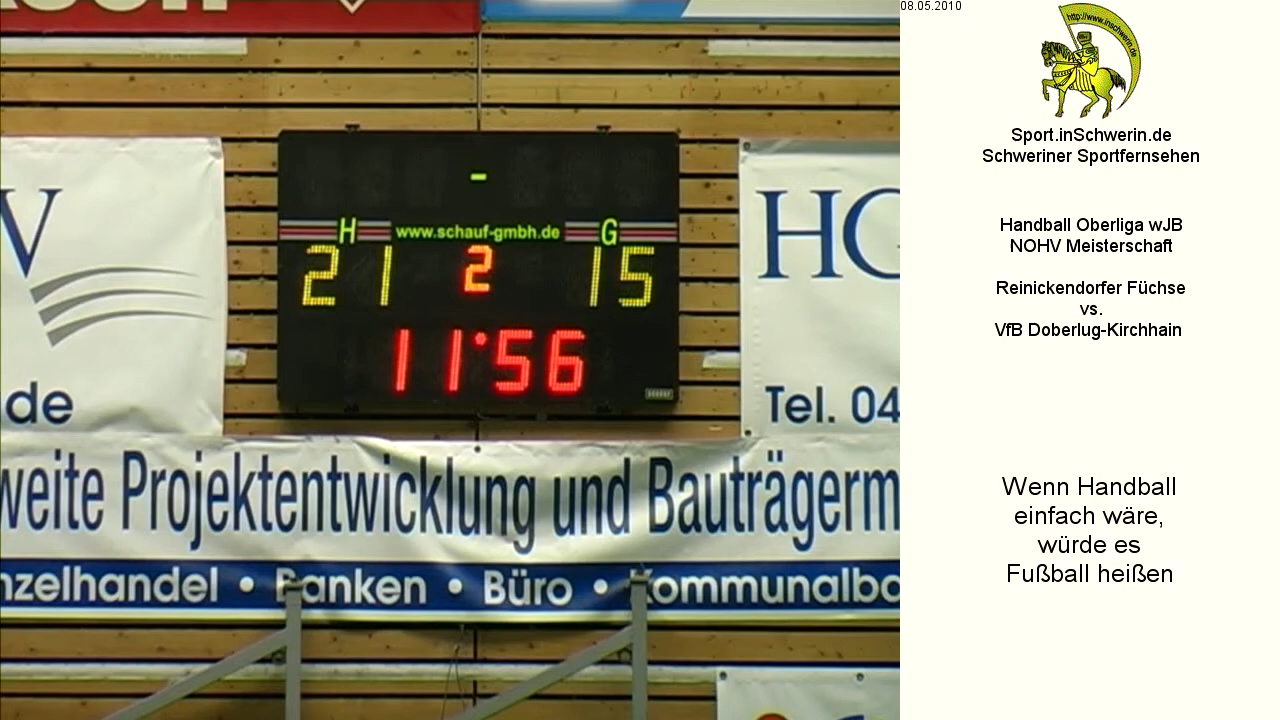 08.05.2010
http://www.inschwerin.de
Sport.inSchwerin.de
Schweriner Sportfernsehen
Handball Oberliga wJB
NOHV Meisterschaft
Reinickendorfer Füchse
vs.
VfB Doberlug-Kirchhain
Wenn Handball
einfach wäre,
würde es
Fußball heißen
-
H www.schauf-gmbh.de G
21 2 15
11:56
V
HG
de
Tel. 04
weite Projektentwicklung und Bauträgerm
nzelhandel • Banken • Büro • Kommunalba